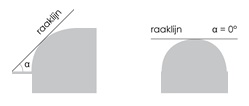 raaklijn
α
raaklijn α = 0°